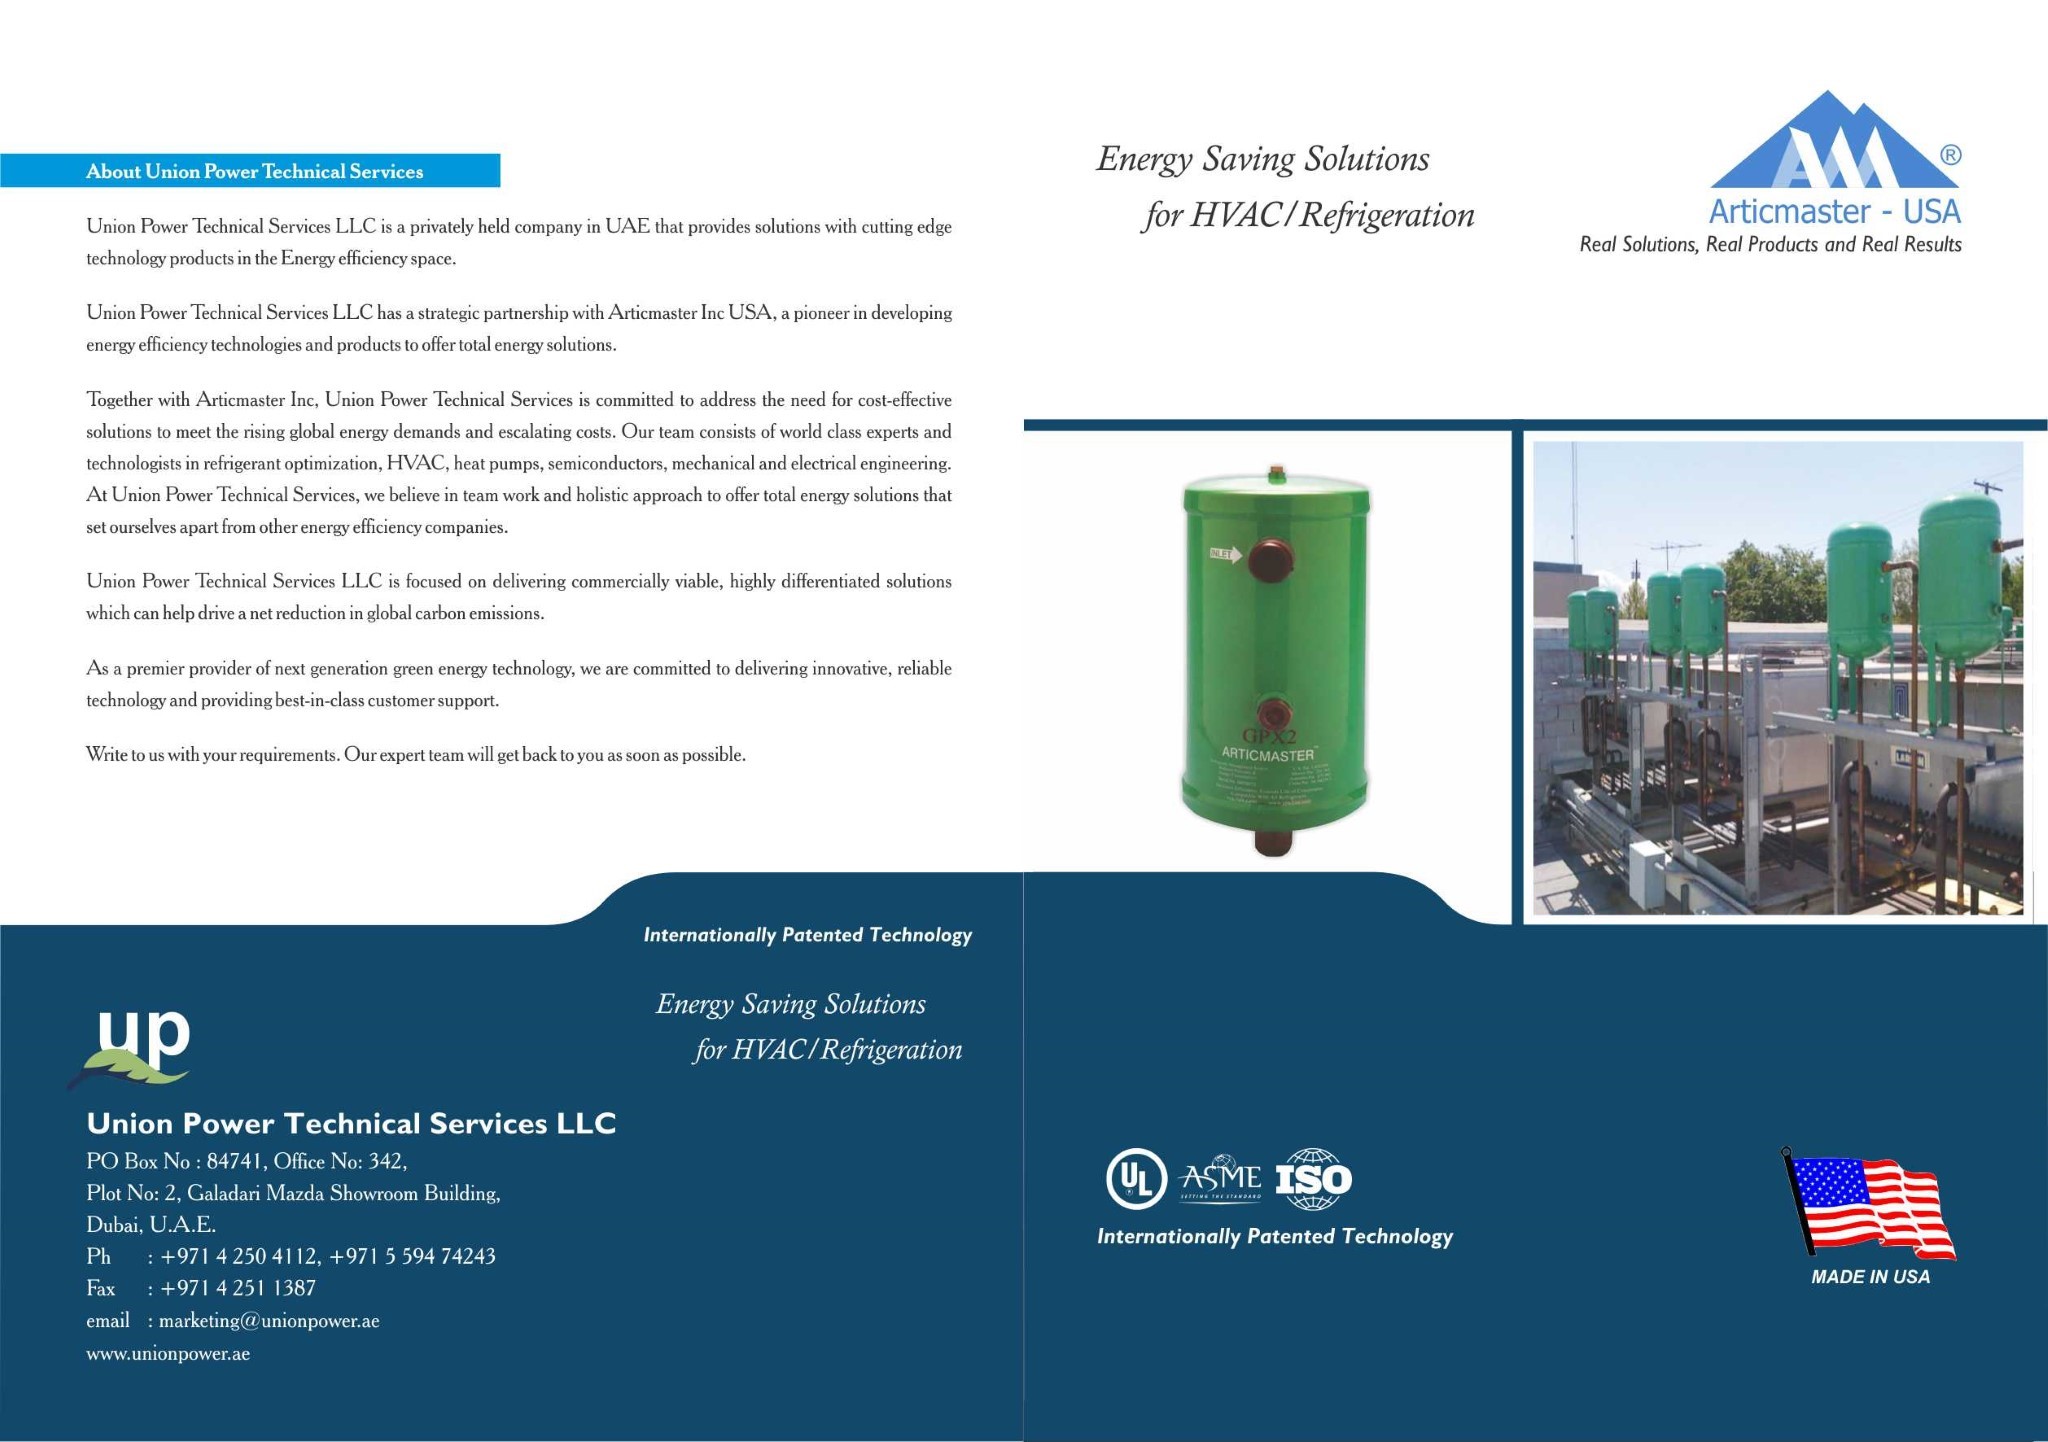 About Union Power Technical Services
Union Power Technical Services LLC is a privately held company in UAE that provides solutions with cutting edge
technology products in the Energy efficiency space.
Union Power Technical Services LLC has a strategic partnership with Articmaster Inc USA, a pioneer in developing
energy efficiency technologies and products to offer total energy solutions.
Together with Articmaster Inc, Union Power Technical Services is committed to address the need for cost-effective
solutions to meet the rising global energy demands and escalating costs. Our team consists of world class experts and
technologists in refrigerant optimization, HVAC, heat pumps, semiconductors, mechanical and electrical engineering.
At Union Power Technical Services, we believe in team work and holistic approach to offer total energy solutions that
set ourselves apart from other energy efficiency companies.
Union Power Technical Services LLC is focused on delivering commercially viable, highly differentiated solutions
which can help drive a net reduction in global carbon emissions.
As a premier provider of next generation green energy technology, we are committed to delivering innovative, reliable
technology and providing best-in-class customer support.
Write to us with your requirements. Our expert team will get back to you as soon as possible.
Internationally Patented Technology
Energy Saving Solutions
for HVAC/Refrigeration
up
Union Power Technical Services LLC
PO Box No : 84741, Office No: 342,
Plot No: 2, Galadari Mazda Showroom Building,
Dubai, U.A.E.
Ph : +971 4 250 4112, +971 5 594 74243
Fax : +971 4 251 1387
email : marketing@unionpower.ae
www.unionpower.ae
Energy Saving Solutions
for HVAC/Refrigeration
AM ®
Articmaster - USA
Real Solutions, Real Products and Real Results
INLET
GPX2
ARTICMASTER™
UL
ASME
SETTING THE STANDARD
ISO
Internationally Patented Technology
MADE IN USA